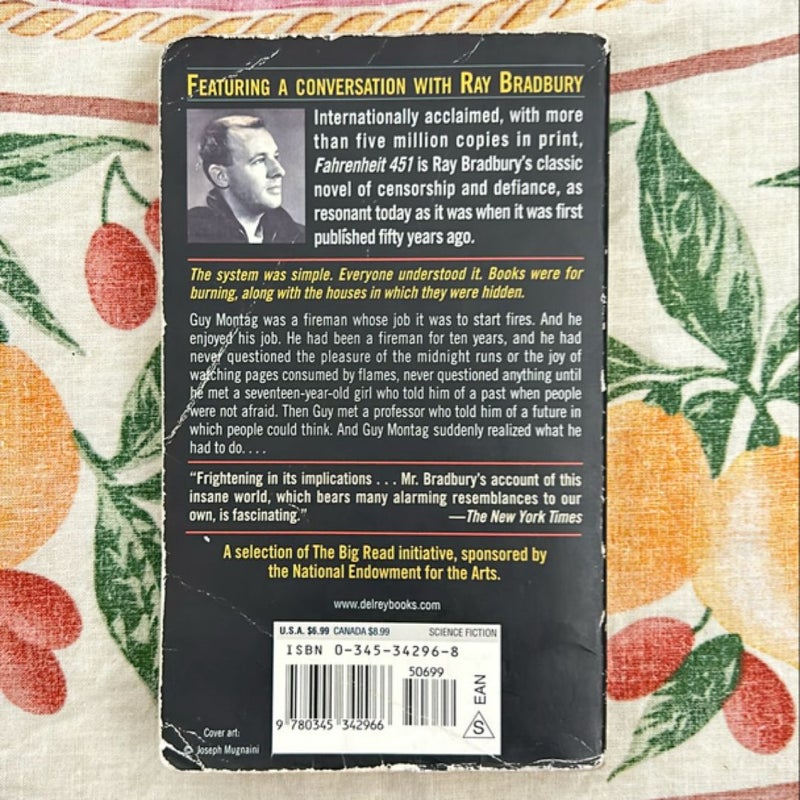 FEATURING A CONVERSATION WITH RAY BRADBURY
Internationally acclaimed, with more
than five million copies in print,
Fahrenheit 451 is Ray Bradbury's classic
novel of censorship and defiance, as
resonant today as it was when it was first
published fifty years ago.
The system was simple. Everyone understood it. Books were for
burning, along with the houses in which they were hidden.
Guy Montag was a fireman whose job it was to start fires. And he
enjoyed his job. He had been a fireman for ten years, and he had
never questioned the pleasure of the midnight runs or the joy of
watching pages consumed by flames, never questioned anything until
he met a seventeen-year-old girl who told him of a past when people
were not afraid. Then Guy met a professor who told him of a future in
which people could think. And Guy Montag suddenly realized what he
had to do. . . .
"Frightening in its implications . . . Mr. Bradbury's account of this
insane world, which bears many alarming resemblances to our
own, is fascinating." —The New York Times
A selection of The Big Read initiative, sponsored by
the National Endowment for the Arts.
www.delreybooks.com
U.S.A. $6.99 CANADA $8.99 SCIENCE FICTION
ISBN 0-345-34296-8
50699
EAN
S
9 780345 342966
Cover art:
© Joseph Mugnaini